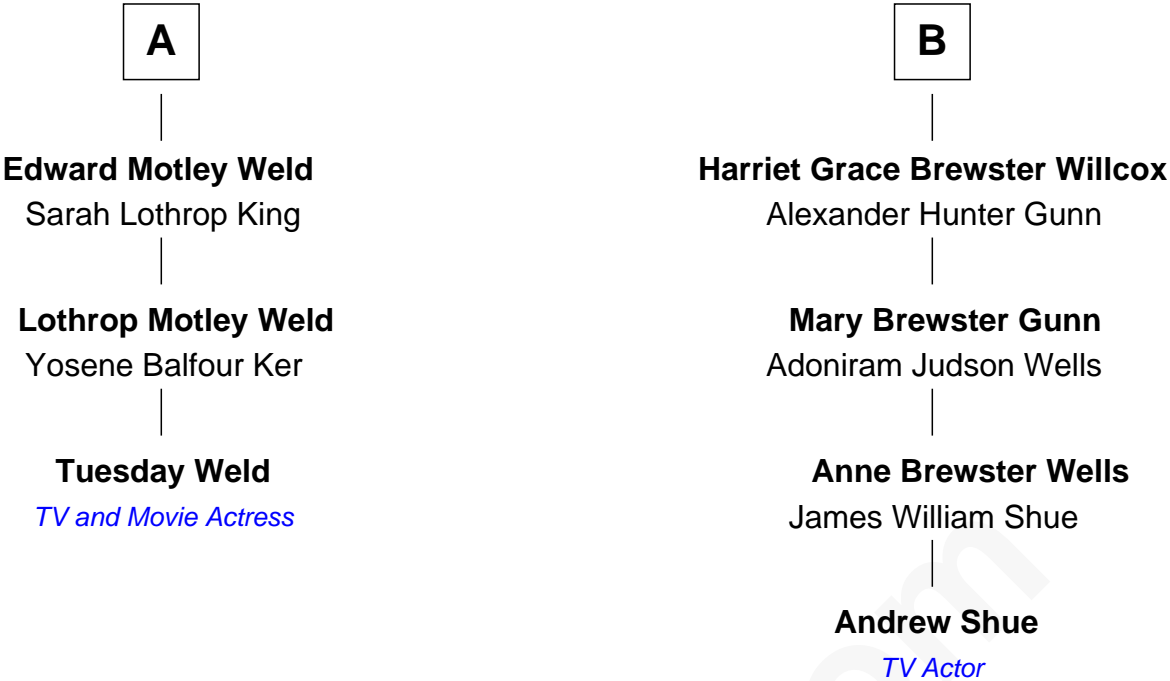 A
Edward Motley Weld
Sarah Lothrop King
Lothrop Motley Weld
Yosene Balfour Ker
Tuesday Weld
TV and Movie Actress
B
Harriet Grace Brewster Willcox
Alexander Hunter Gunn
Mary Brewster Gunn
Adoniram Judson Wells
Anne Brewster Wells
James William Shue
Andrew Shue
TV Actor